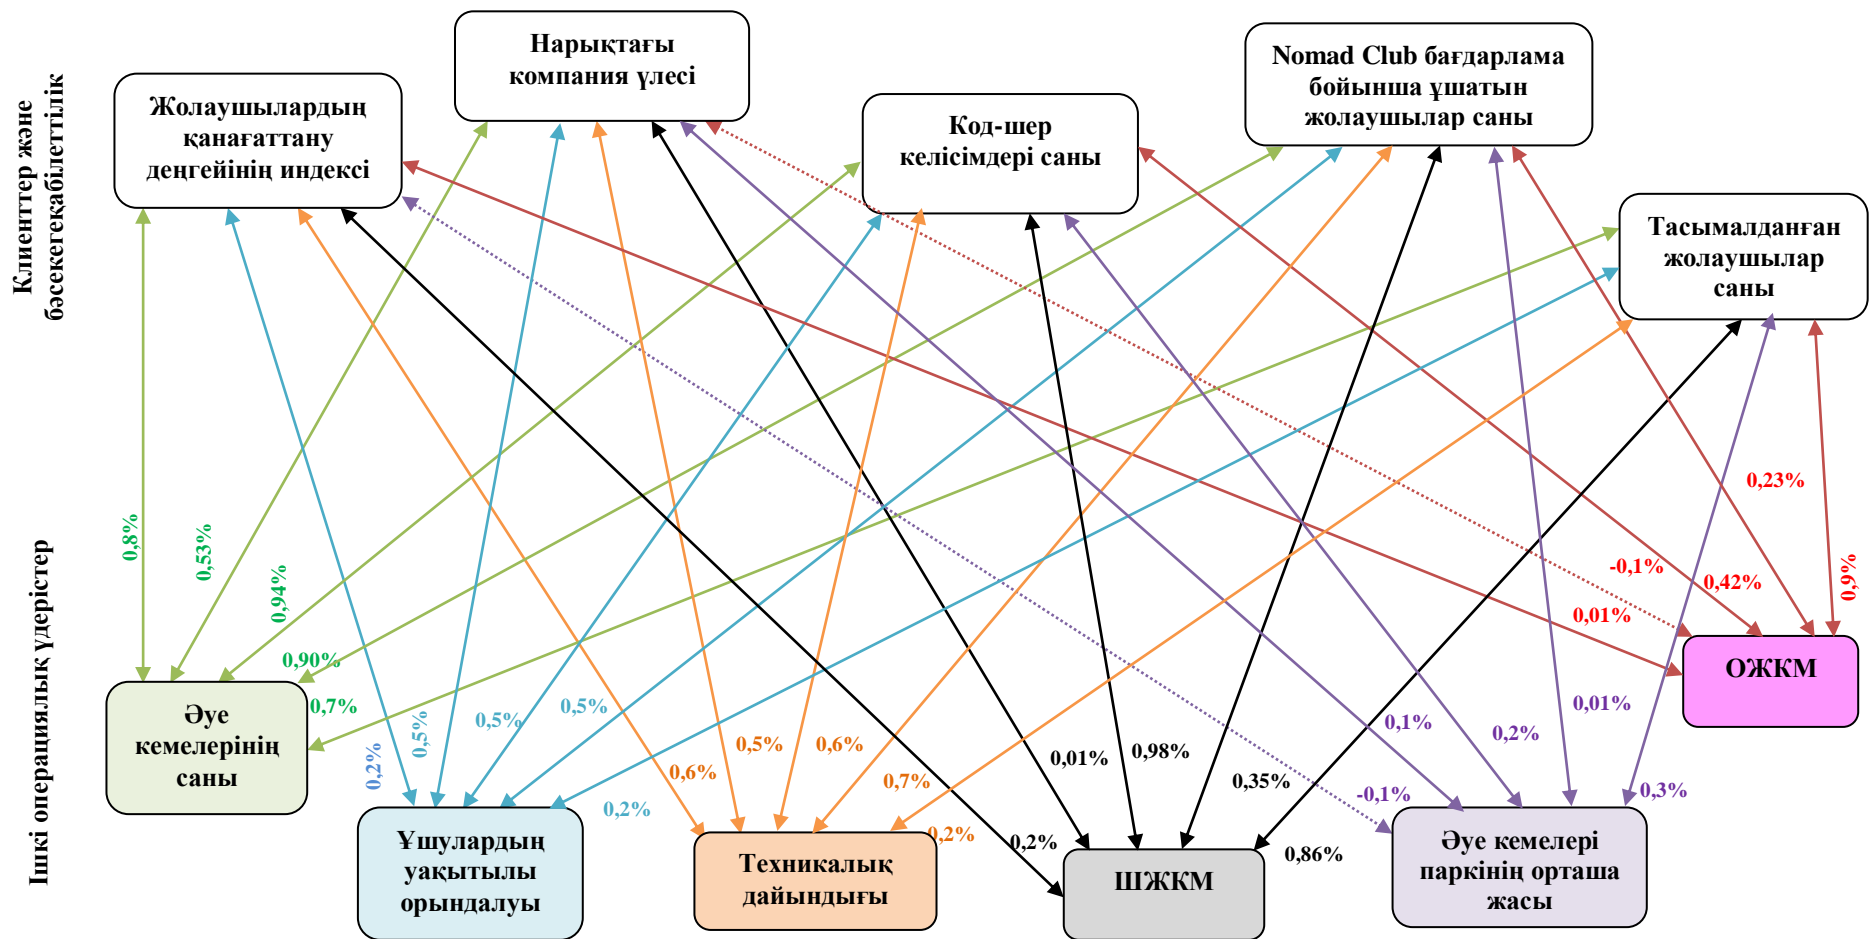 Клиенттер және
бәсекегеқабілеттілік
Жолаушылардың
қанағаттану
деңгейінің индексі
Нарықтағы
компания үлесі
Код-шер
келісімдері саны
Nomad Club бағдарлама
бойынша ұшатын
жолаушылар саны
Тасымалданған
жолаушылар
саны
Ішкі операциялық үдерістер
0,8%
0,53%
0,94%
0,90%
0,7%
0,2%
0,5%
0,5%
0,5%
0,2%
0,6%
0,5%
0,6%
0,7%
0,2%
0,2%
0,01%
0,98%
0,35%
0,86%
-0,1%
0,1%
0,2%
0,01%
0,3%
0,01%
-0,1%
0,42%
0,23%
0,9%
Әуе
кемелерінің
саны
Ұшулардың
уақытылы
орындалуы
Техникалық
дайындығы
ШЖКМ
Әуе кемелері
паркінің орташа
жасы
ОЖКМ